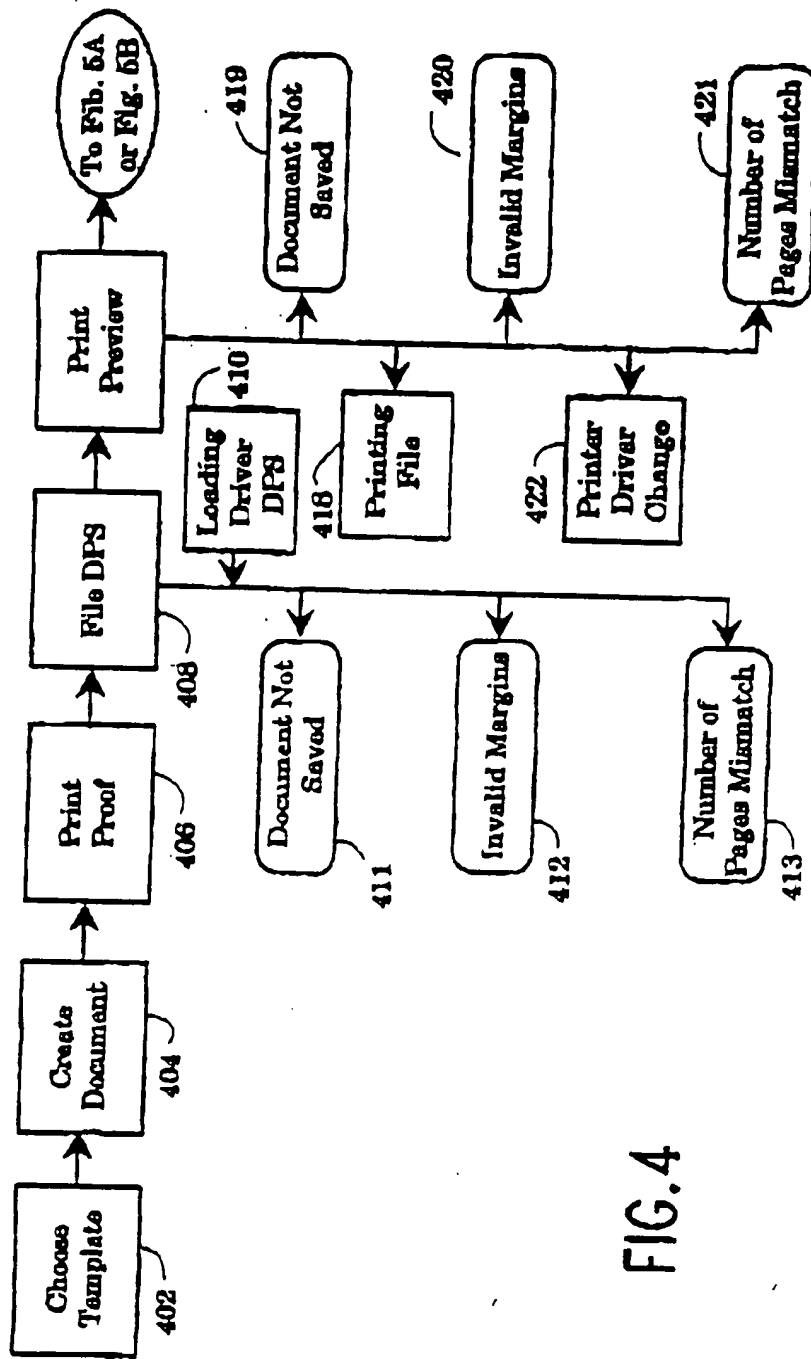 Choose
Template
402
Create
Document
404
Print
Proof
406
File DPS
408
Print
Preview
To Fib. 5A
or Fig. 5B
Loading
Driver
DPS
410
Document Not
Saved
411
Invalid Margins
412
Number of
Pages Mismatch
413
Printing
File
418
Document Not
Saved
419
Invalid Margins
420
Number of
Pages Mismatch
421
Printer
Driver
Change
422
FIG.4